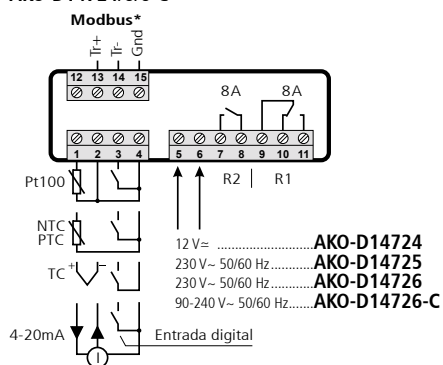 Modbus*
Tr+
Tr-
Gnd
12 13 14 15
8A
8A
1 2 3 4
5 6 7 8 9 10 11
R2
R1
Pt100
NTC
PTC
TC
+
–
4-20mA
I
Entrada digital
12 V≂ ........................AKO-D14724
230 V~ 50/60 Hz............AKO-D14725
230 V~ 50/60 Hz............AKO-D14726
90-240 V~ 50/60 Hz.......AKO-D14726-C